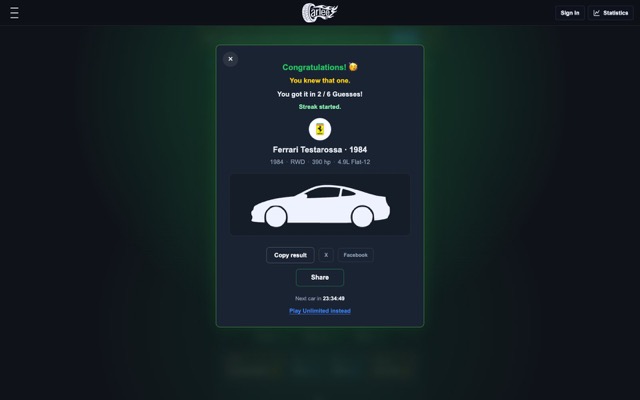 Carlen
Sign In
Statistics
Congratulations!
You knew that one.
You got it in 2 / 6 Guesses!
Streak started.
Ferrari Testarossa · 1984
1984 · RWD · 390 hp · 4.9L Flat-12
Copy result
X
Facebook
Share
Next car in 23:34:49
Play Unlimited instead